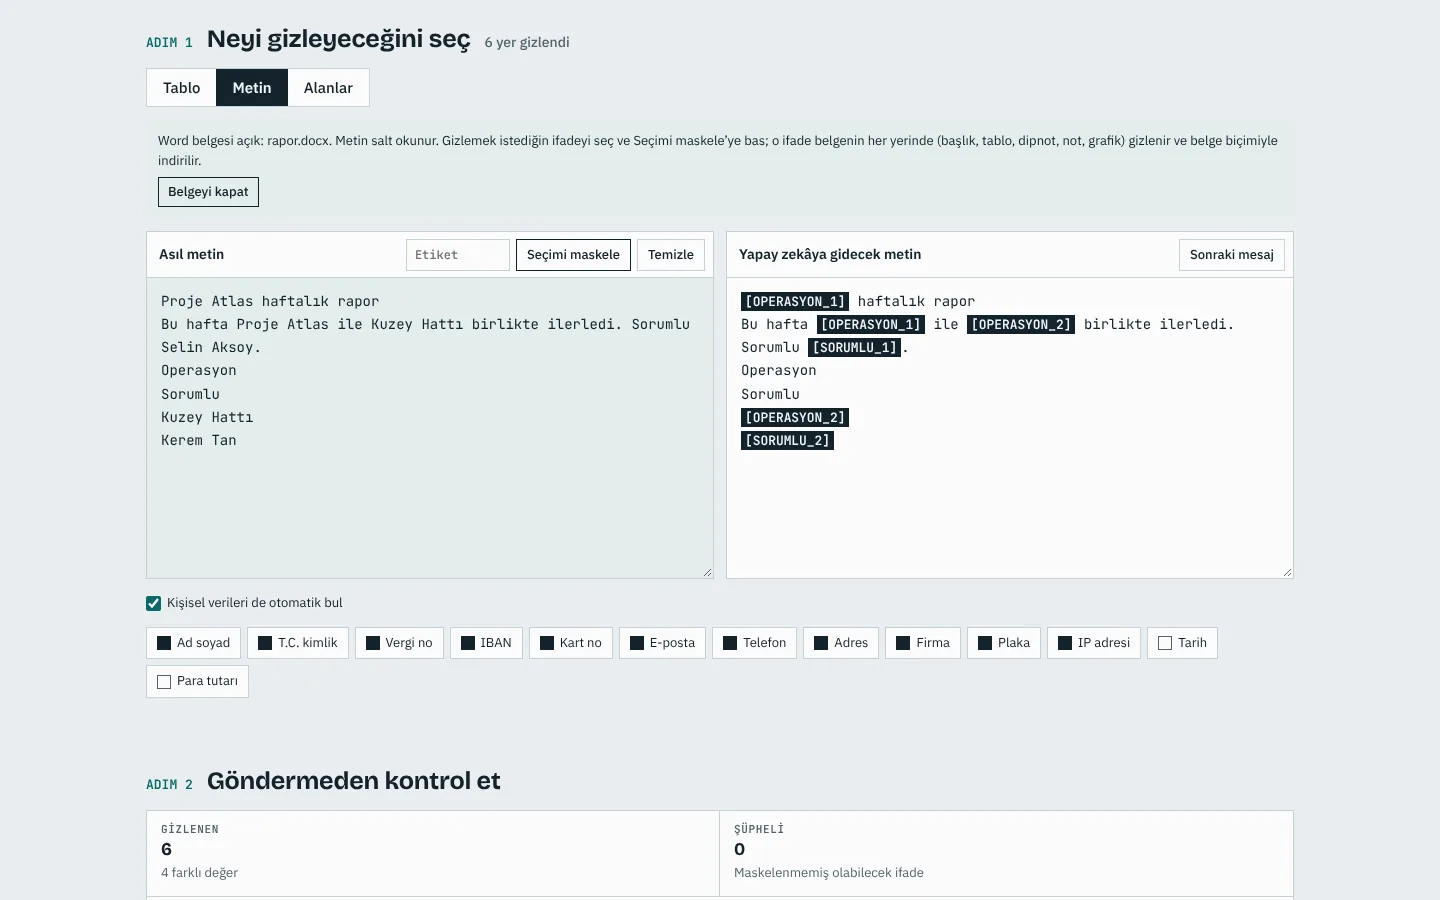 ADIM 1 Neyi gizleyeceğini seç 6 yer gizlendi
Tablo Metin Alanlar
Word belgesi açık: rapor.docx. Metin salt okunur. Gizlemek istediğin ifadeyi seç ve Seçimi maskele’ye bas; o ifade belgenin her yerinde (başlık, tablo, dipnot, not, grafik) gizlenir ve belge biçimiyle
indirilir.
Belgeyi kapat
Asıl metin Etiket Seçimi maskele Temizle
Proje Atlas haftalık rapor
Bu hafta Proje Atlas ile Kuzey Hattı birlikte ilerledi. Sorumlu
Selin Aksoy.
Operasyon
Sorumlu
Kuzey Hattı
Kerem Tan
Yapay zekâya gidecek metin Sonraki mesaj
[OPERASYON_1] haftalık rapor
Bu hafta [OPERASYON_1] ile [OPERASYON_2] birlikte ilerledi.
Sorumlu [SORUMLU_1].
Operasyon
Sorumlu
[OPERASYON_2]
[SORUMLU_2]
Kişisel verileri de otomatik bul
Ad soyad T.C. kimlik Vergi no IBAN Kart no E-posta Telefon Adres Firma Plaka IP adresi Tarih
Para tutarı
ADIM 2 Göndermeden kontrol et
GİZLENEN
6
4 farklı değer
ŞÜPHELİ
0
Maskelenmemiş olabilecek ifade